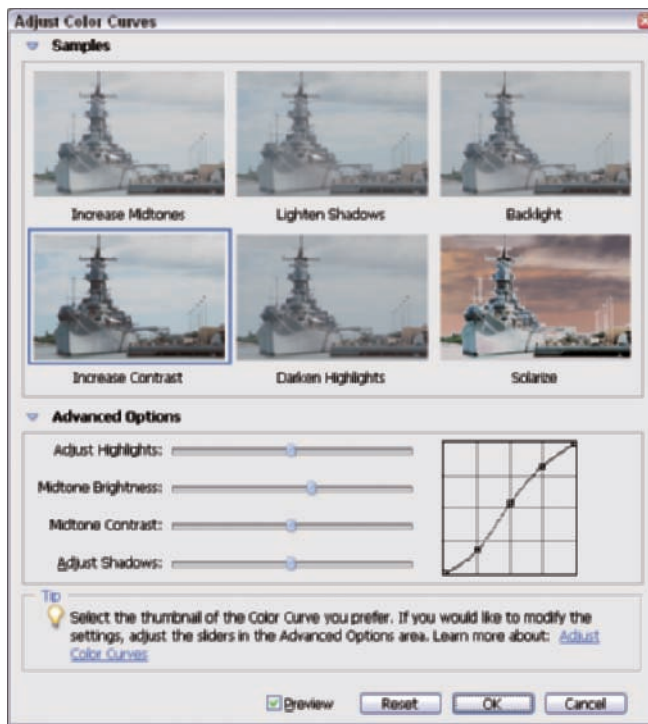 Adjust Color Curves
Samples
Increase Midtones
Lighten Shadows
Backlight
Increase Contrast
Darken Highlights
Solarize
Advanced Options
Adjust Highlights:
Midtone Brightness:
Midtone Contrast:
Adjust Shadows:
Tip
Select the thumbnail of the Color Curve you prefer. If you would like to modify the
settings, adjust the sliders in the Advanced Options area. Learn more about: Adjust
Color Curves
Preview
Reset
OK
Cancel